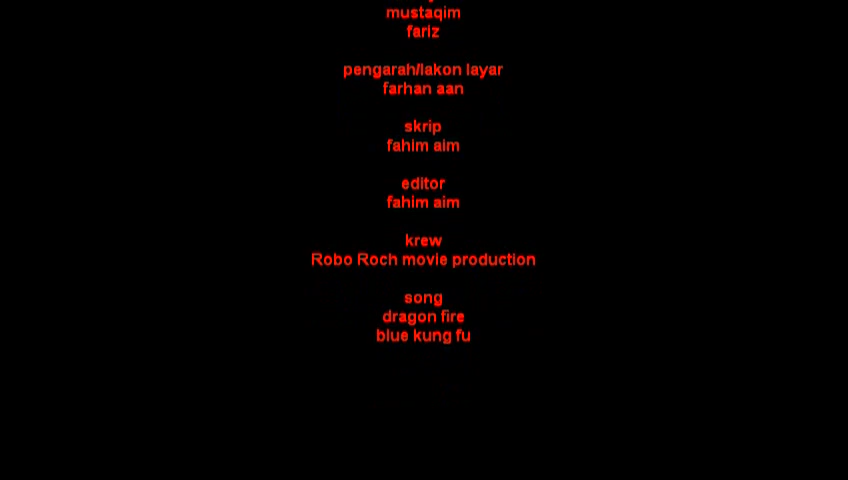 mustaqim
fariz
pengarah/lakon layar
farhan aan
skrip
fahim aim
editor
fahim aim
krew
Robo Roch movie production
song
dragon fire
blue kung fu